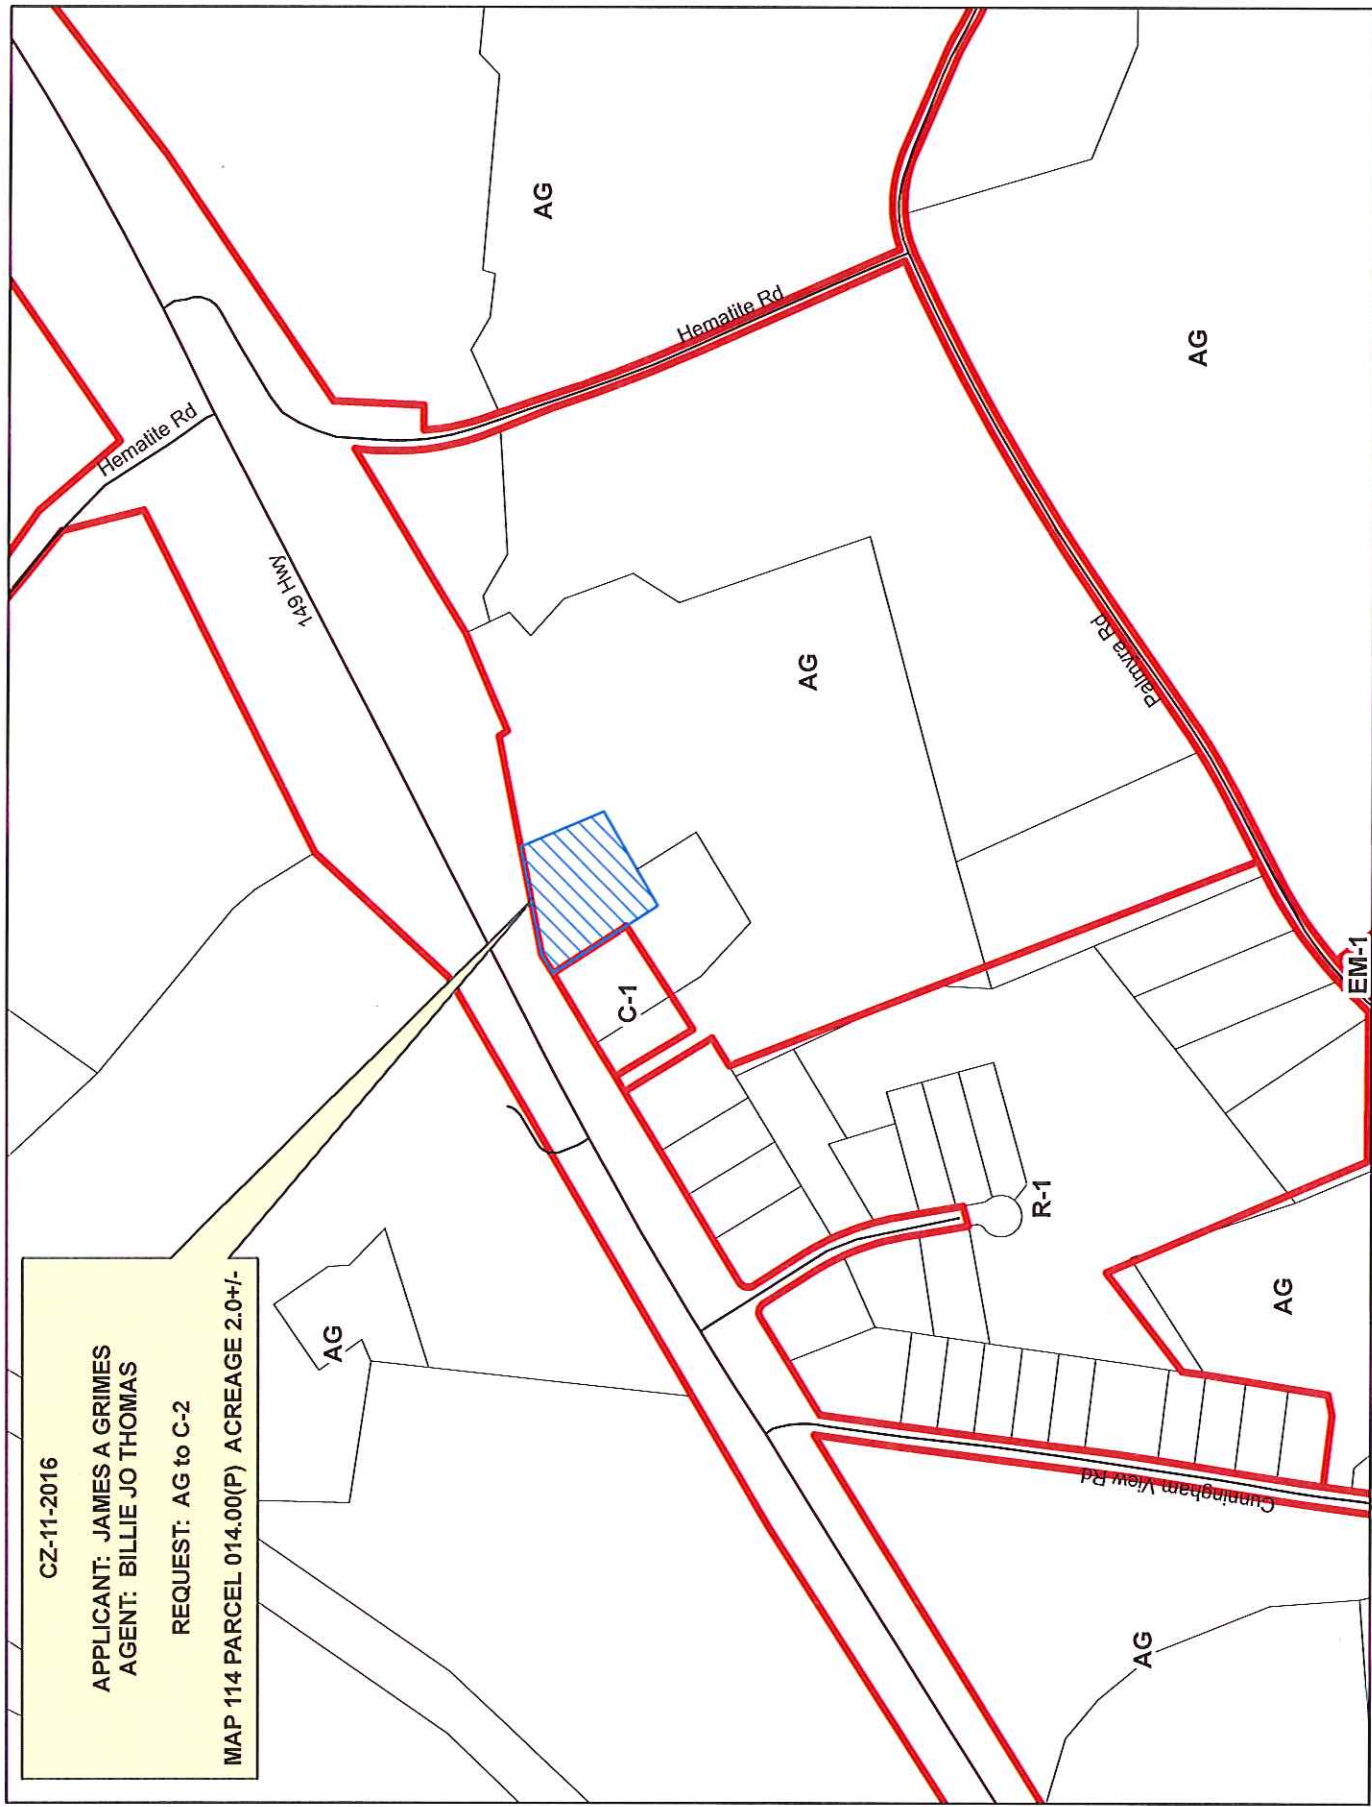 CZ-11-2016
APPLICANT: JAMES A GRIMES
AGENT: BILLIE JO THOMAS
REQUEST: AG to C-2
MAP 114 PARCEL 014.00(P) ACREAGE 2.0+/-
AG
Hematite Rd
149 Hwy
AG
Hematite Rd
C-1
AG
AG
Palmyra Rd
R-1
Cunningham View Rd
AG
AG
EM-1